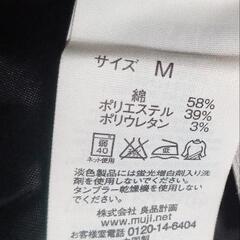 サイズ M
綿 58%
ポリエステル 39%
ポリウレタン 3%
40
ネット使用
淡色製品には蛍光増白剤入り
洗剤を使用しないでください。
タンブラー乾燥機を使用しない
でください。
株式会社 良品計画
www.muji.net
お客様室電話 0120-14-6404